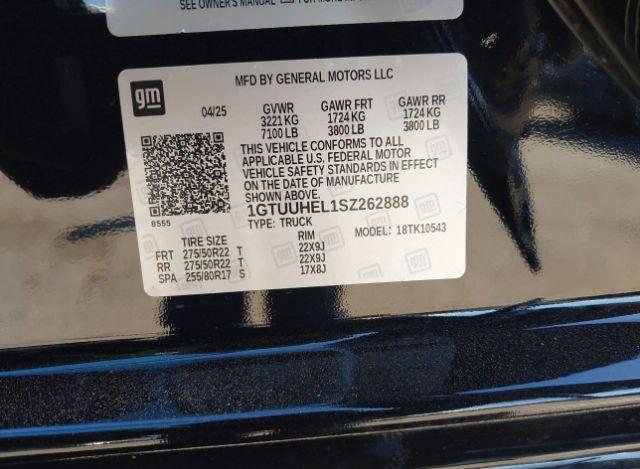 SEE OWNER'S MANUAL FOR MORE
gm
MFD BY GENERAL MOTORS LLC
04/25 GVWR GAWR FRT GAWR RR
3221 KG 1724 KG 1724 KG
7100 LB 3800 LB 3800 LB
THIS VEHICLE CONFORMS TO ALL
APPLICABLE U.S. FEDERAL MOTOR
VEHICLE SAFETY STANDARDS IN EFFECT
ON THE DATE OF MANUFACTURE
SHOWN ABOVE.
8555
1GTUUHEL1SZ262888
TYPE: TRUCK MODEL: 18TK10543
TIRE SIZE RIM
FRT 275/50R22 T 22X9J
RR 275/50R22 T 22X9J
SPA 255/80R17 S 17X8J